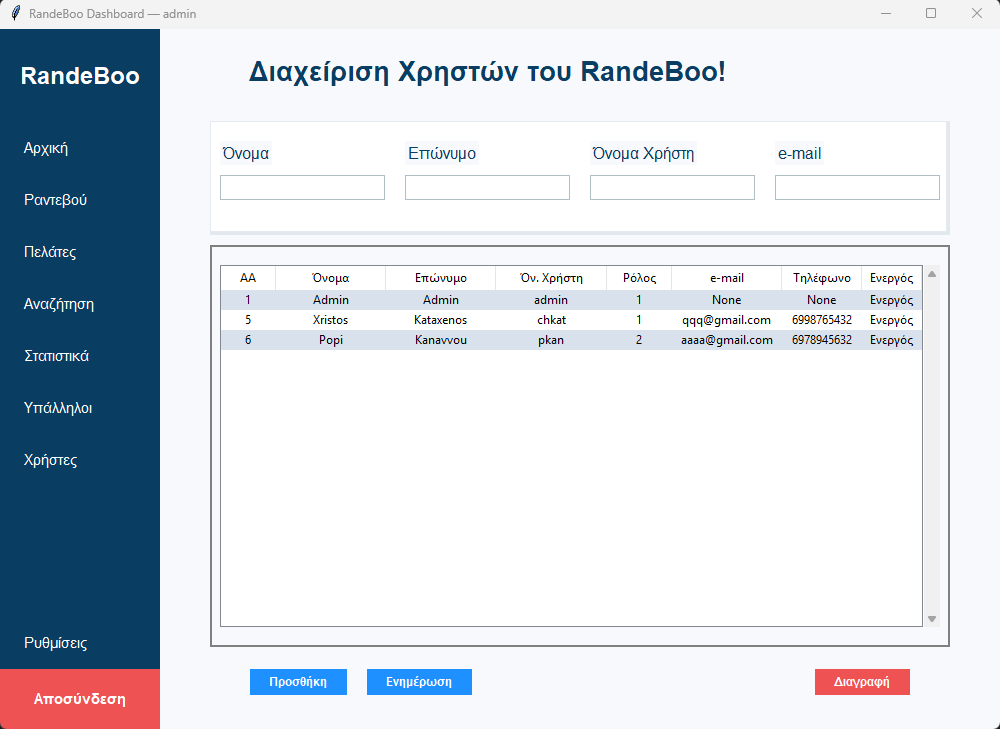 RandeBoo Dashboard — admin
RandeBoo
Αρχική
Ραντεβού
Πελάτες
Αναζήτηση
Στατιστικά
Υπάλληλοι
Χρήστες
Ρυθμίσεις
Αποσύνδεση
Διαχείριση Χρηστών του RandeBoo!
Όνομα Επώνυμο Όνομα Χρήστη e-mail
ΑΑ Όνομα Επώνυμο Όν. Χρήστη Ρόλος e-mail Τηλέφωνο Ενεργός
1 Admin Admin admin 1 None None Ενεργός
5 Xristos Kataxenos chkat 1 qqq@gmail.com 6998765432 Ενεργός
6 Popi Kanavvou pkan 2 aaaa@gmail.com 6978945632 Ενεργός
Προσθήκη Ενημέρωση Διαγραφή